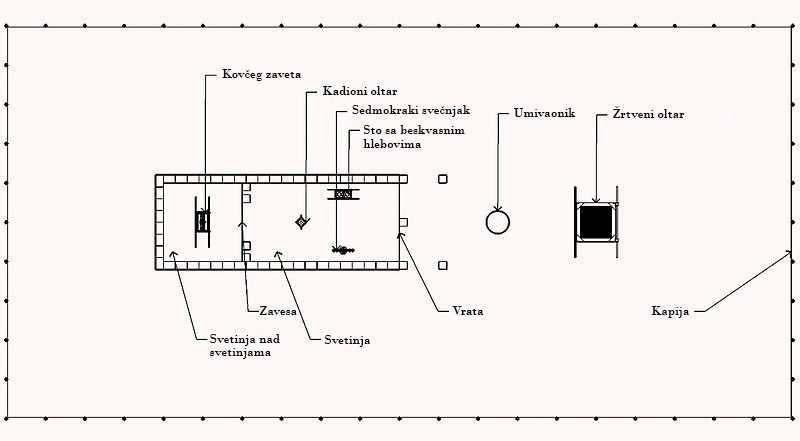 Kovčeg zaveta
Kadioni oltar
Sedmokraki svećnjak
Sto sa beskvasnim
hlebovima
Umivaonik
Žrtveni oltar
Zavesa
Vrata
Kapija
Svetinja nad
svetinjama
Svetinja